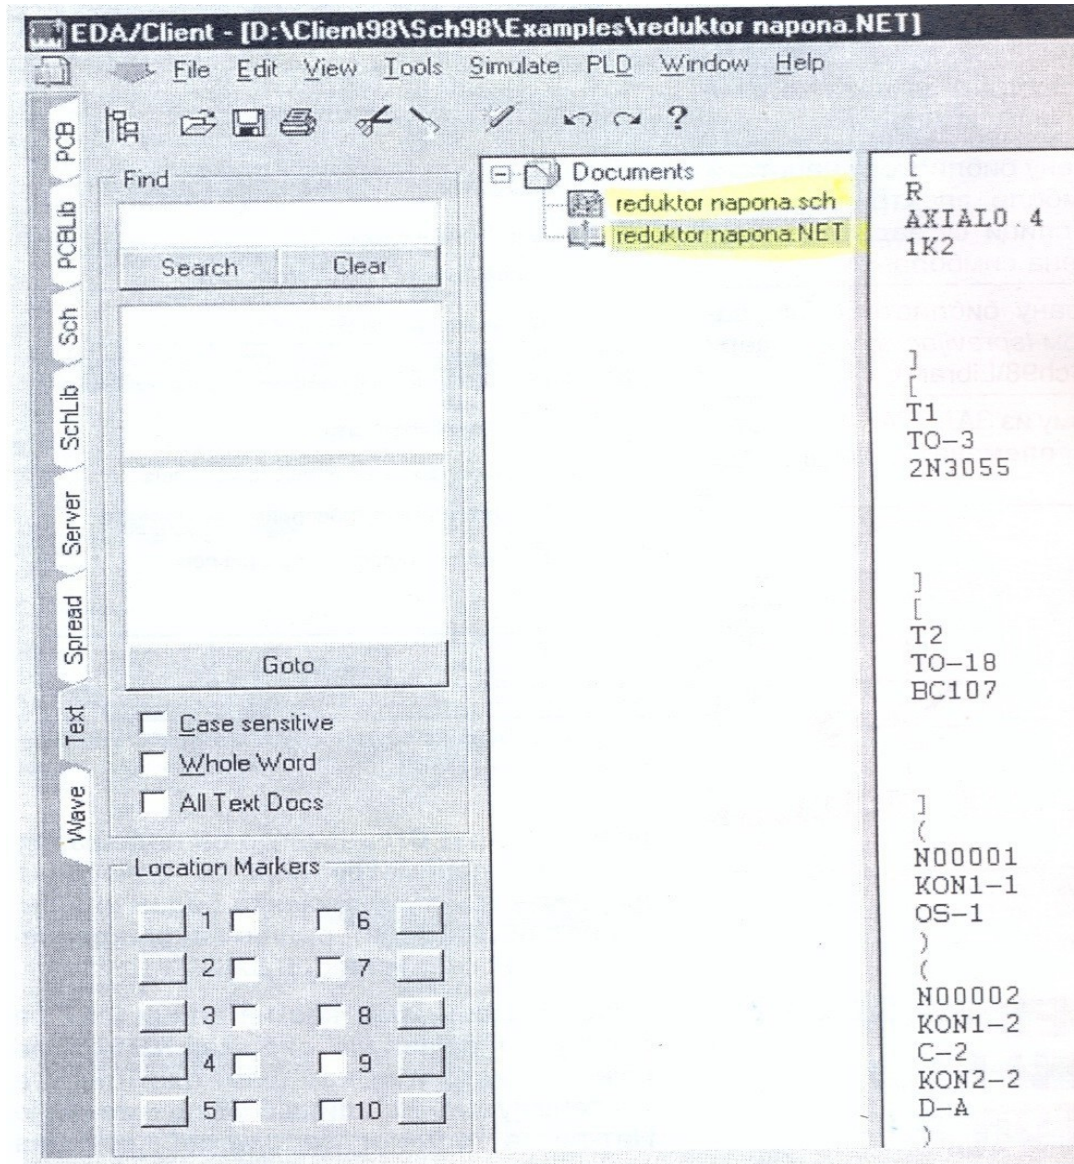 EDA/Client - [D:\Client98\Sch98\Examples\reduktor napona.NET]
File Edit View Tools Simulate PLD Window Help
?
PCB
PCBLib
Sch
SchLib
Server
Spread
Text
Wave
Find
Search Clear
Goto
Case sensitive
Whole Word
All Text Docs
Location Markers
1 6
2 7
3 8
4 9
5 10
Documents
reduktor napona.sch
reduktor napona.NET
[
R
AXIAL0.4
1K2
]
[
T1
TO-3
2N3055
]
[
T2
TO-18
BC107
]
(
N00001
KON1-1
OS-1
)
(
N00002
KON1-2
C-2
KON2-2
D-A
)